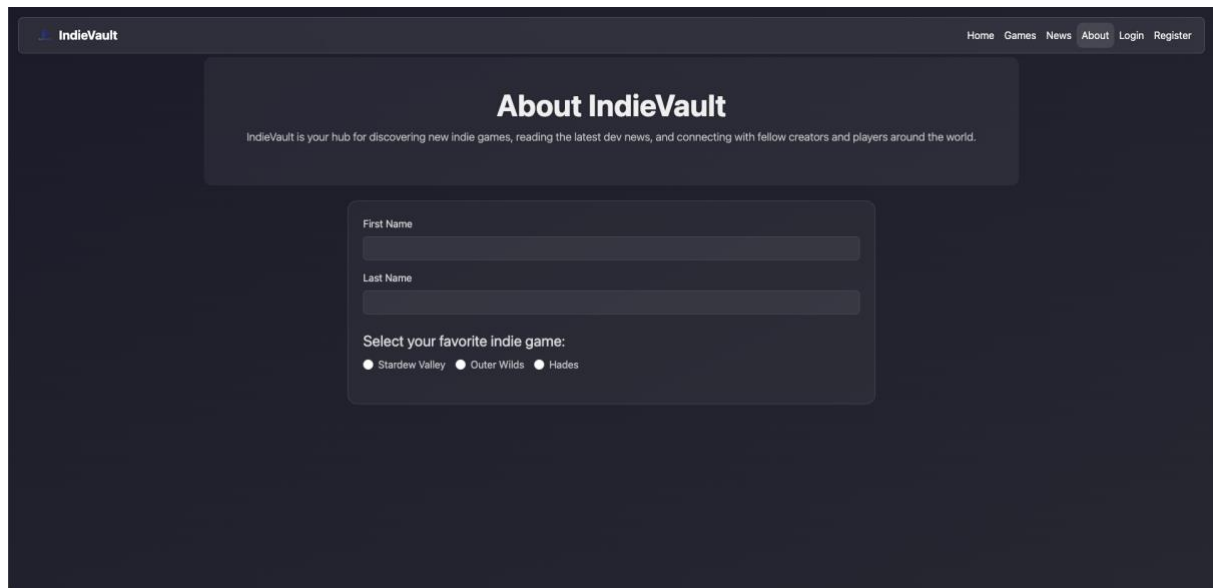 IndieVault
Home Games News About Login Register
About IndieVault
IndieVault is your hub for discovering new indie games, reading the latest dev news, and connecting with fellow creators and players around the world.
First Name
Last Name
Select your favorite indie game:
Stardew Valley Outer Wilds Hades